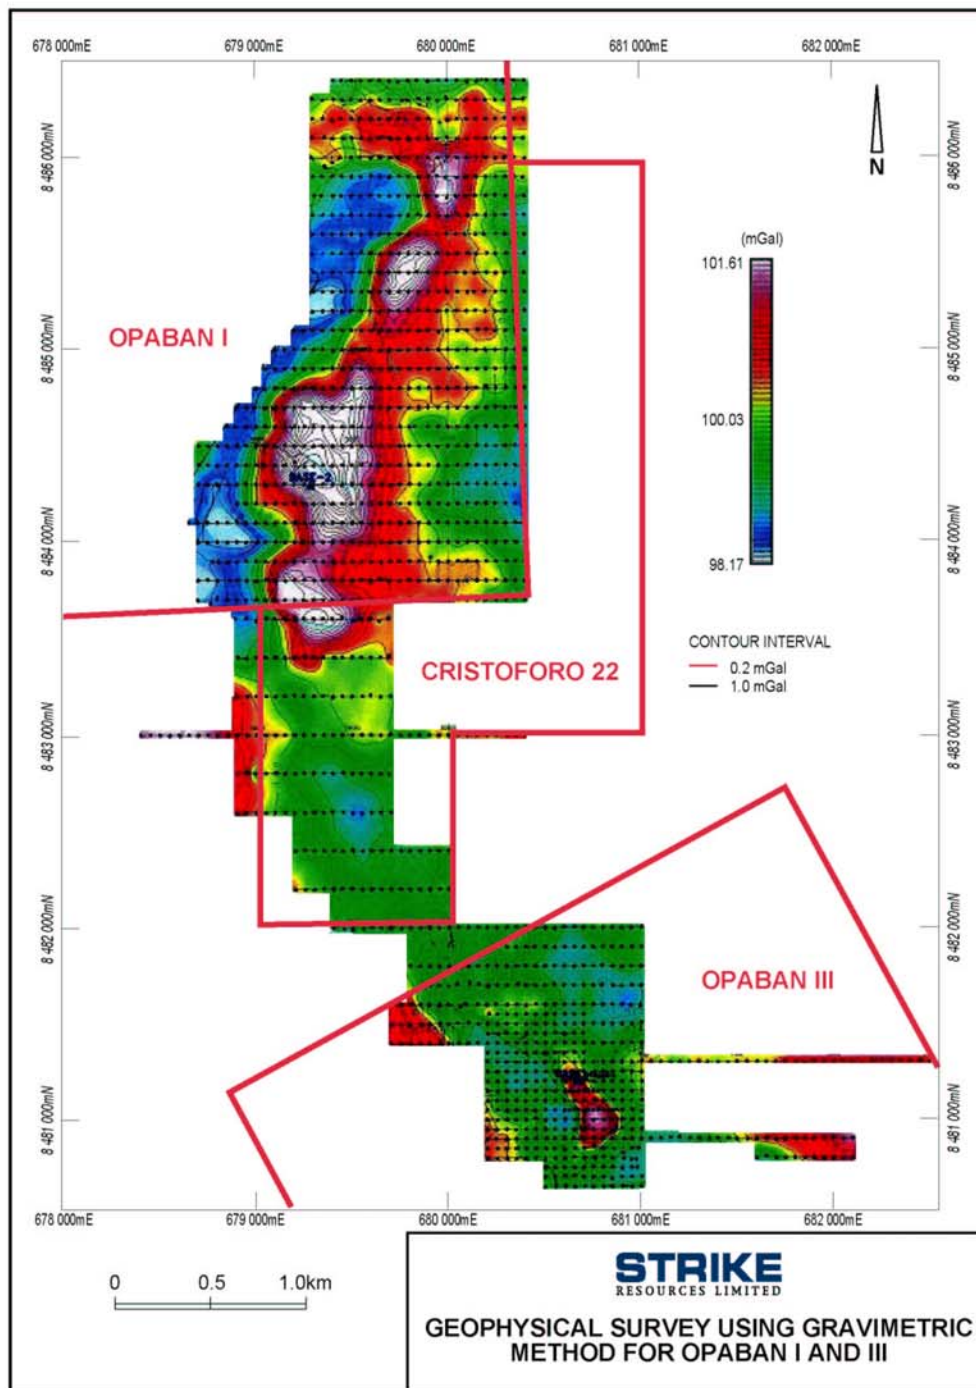 678 000mE 679 000mE 680 000mE 681 000mE 682 000mE
8 486 000mN
8 486 000mN
N
(mGal)
101.61
OPABAN I
8 485 000mN
8 485 000mN
100.03
BASE-2
8 484 000mN
8 484 000mN
98.17
CONTOUR INTERVAL
0.2 mGal
1.0 mGal
CRISTOFORO 22
8 483 000mN
8 483 000mN
8 482 000mN
8 482 000mN
OPABAN III
8 481 000mN
8 481 000mN
678 000mE 679 000mE 680 000mE 681 000mE 682 000mE
0 0.5 1.0km
STRIKE
RESOURCES LIMITED
GEOPHYSICAL SURVEY USING GRAVIMETRIC
METHOD FOR OPABAN I AND III